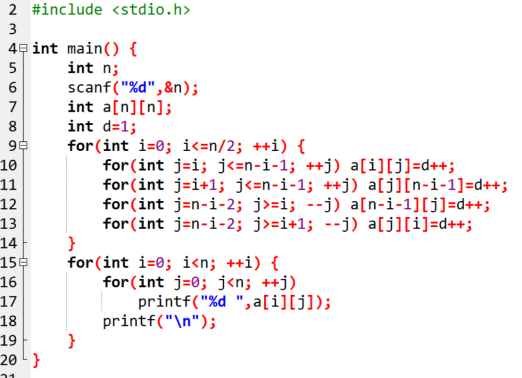 2 #include <stdio.h>
3
4 int main() {
5     int n;
6     scanf("%d",&n);
7     int a[n][n];
8     int d=1;
9     for(int i=0; i<=n/2; ++i) {
10         for(int j=i; j<=n-i-1; ++j) a[i][j]=d++;
11         for(int j=i+1; j<=n-i-1; ++j) a[j][n-i-1]=d++;
12         for(int j=n-i-2; j>=i; --j) a[n-i-1][j]=d++;
13         for(int j=n-i-2; j>=i+1; --j) a[j][i]=d++;
14     }
15     for(int i=0; i<n; ++i) {
16         for(int j=0; j<n; ++j)
17             printf("%d ",a[i][j]);
18         printf("\n");
19     }
20 }